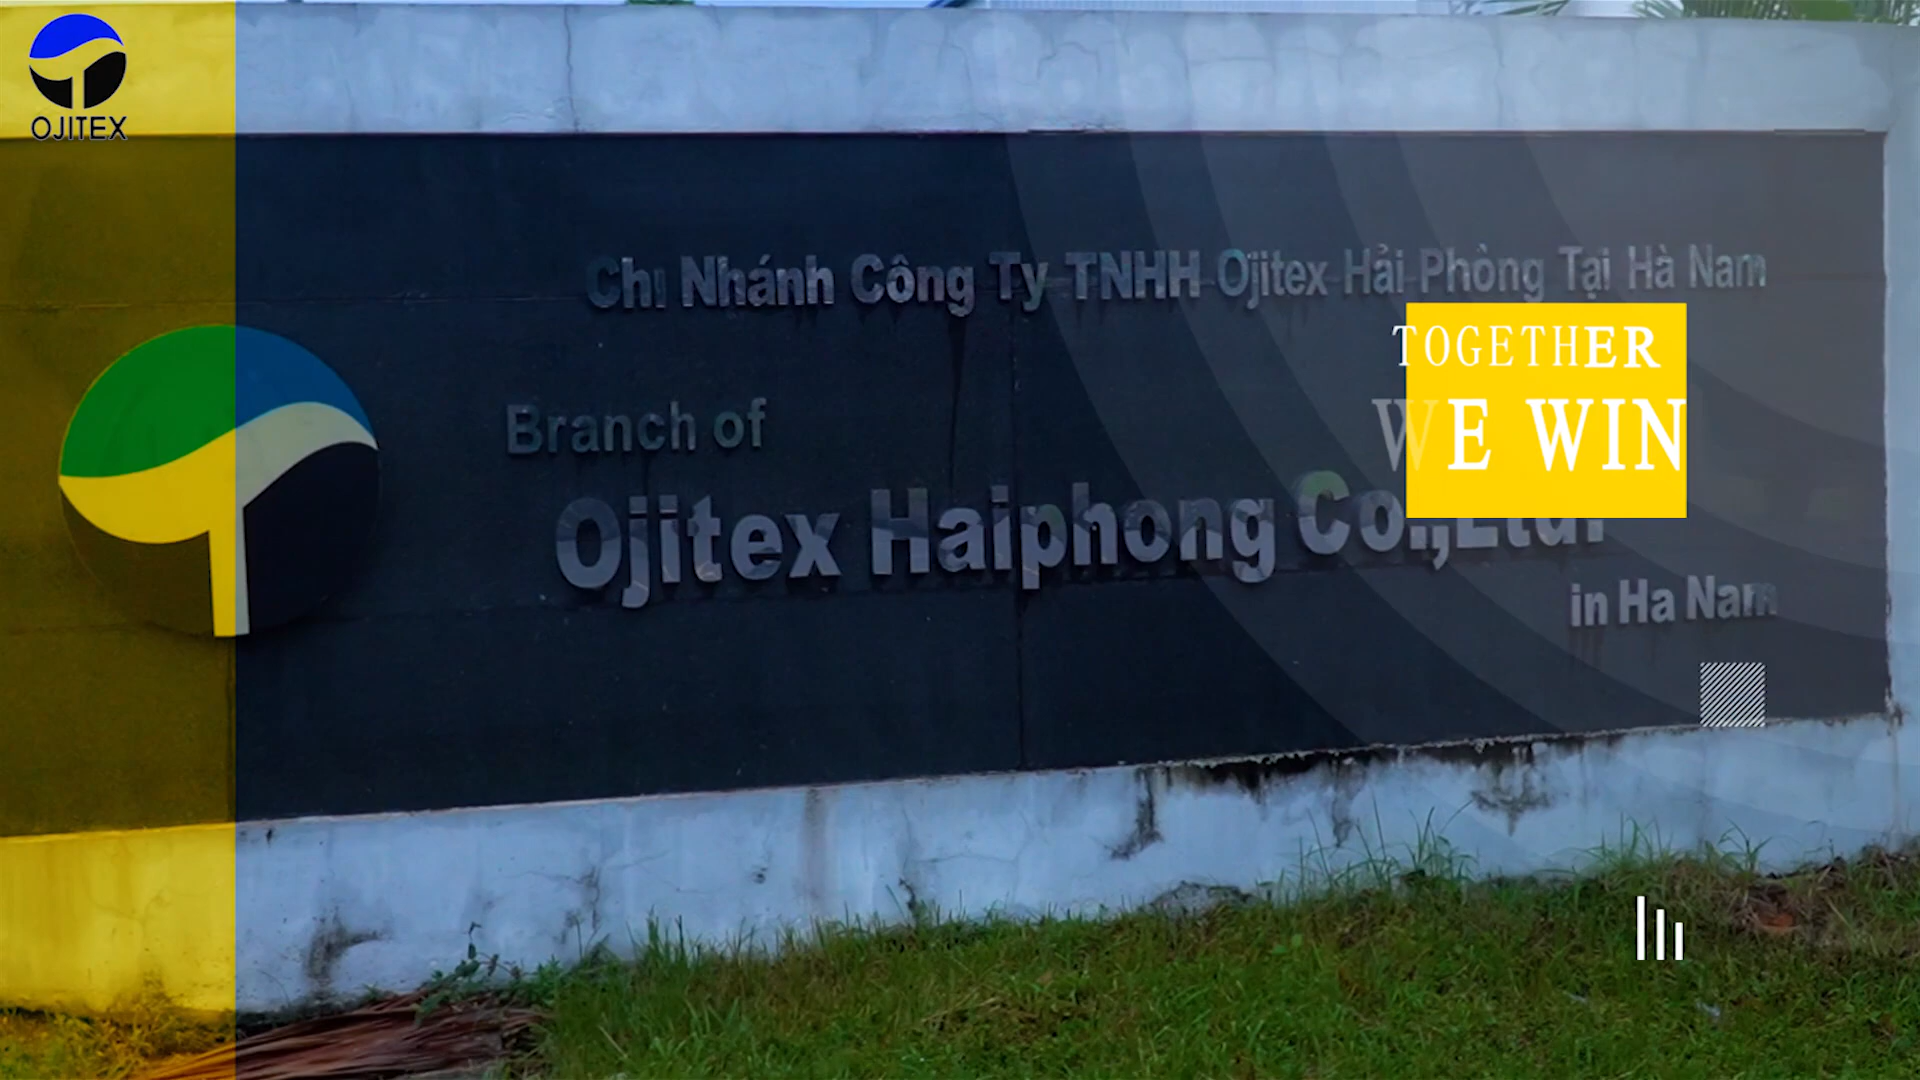 OJITEX
Chi Nhánh Công Ty TNHH Ojitex Hải Phòng Tại Hà Nam
TOGETHER
WE WIN
Branch of
Ojitex Haiphong Co.,Ltd.
in Ha Nam